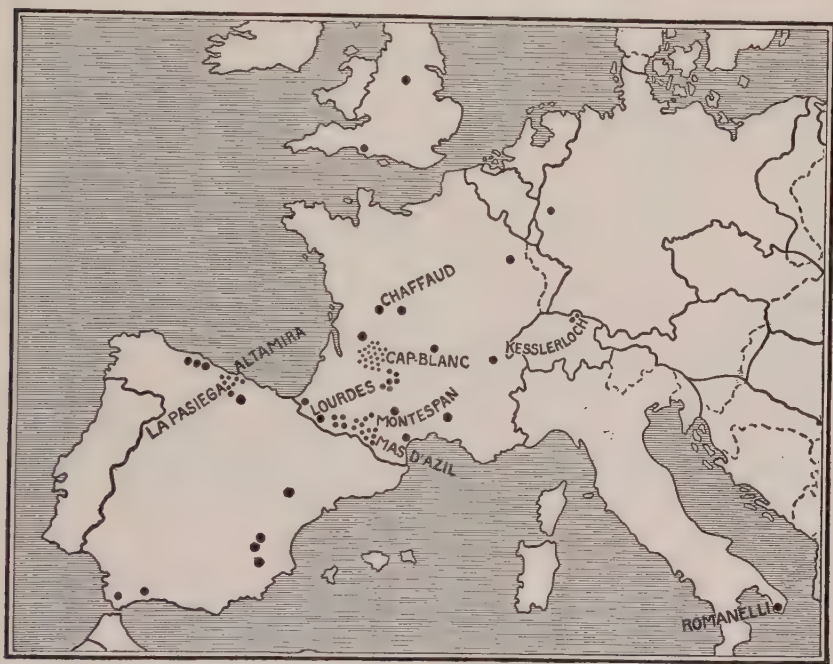 CHAFFAUD
ALTAMIRA
LA PASIEGA
CAP-BLANC
KESSLERLOCH
LOURDES
MONTESPAN
MAS D'AZIL
ROMANELLI